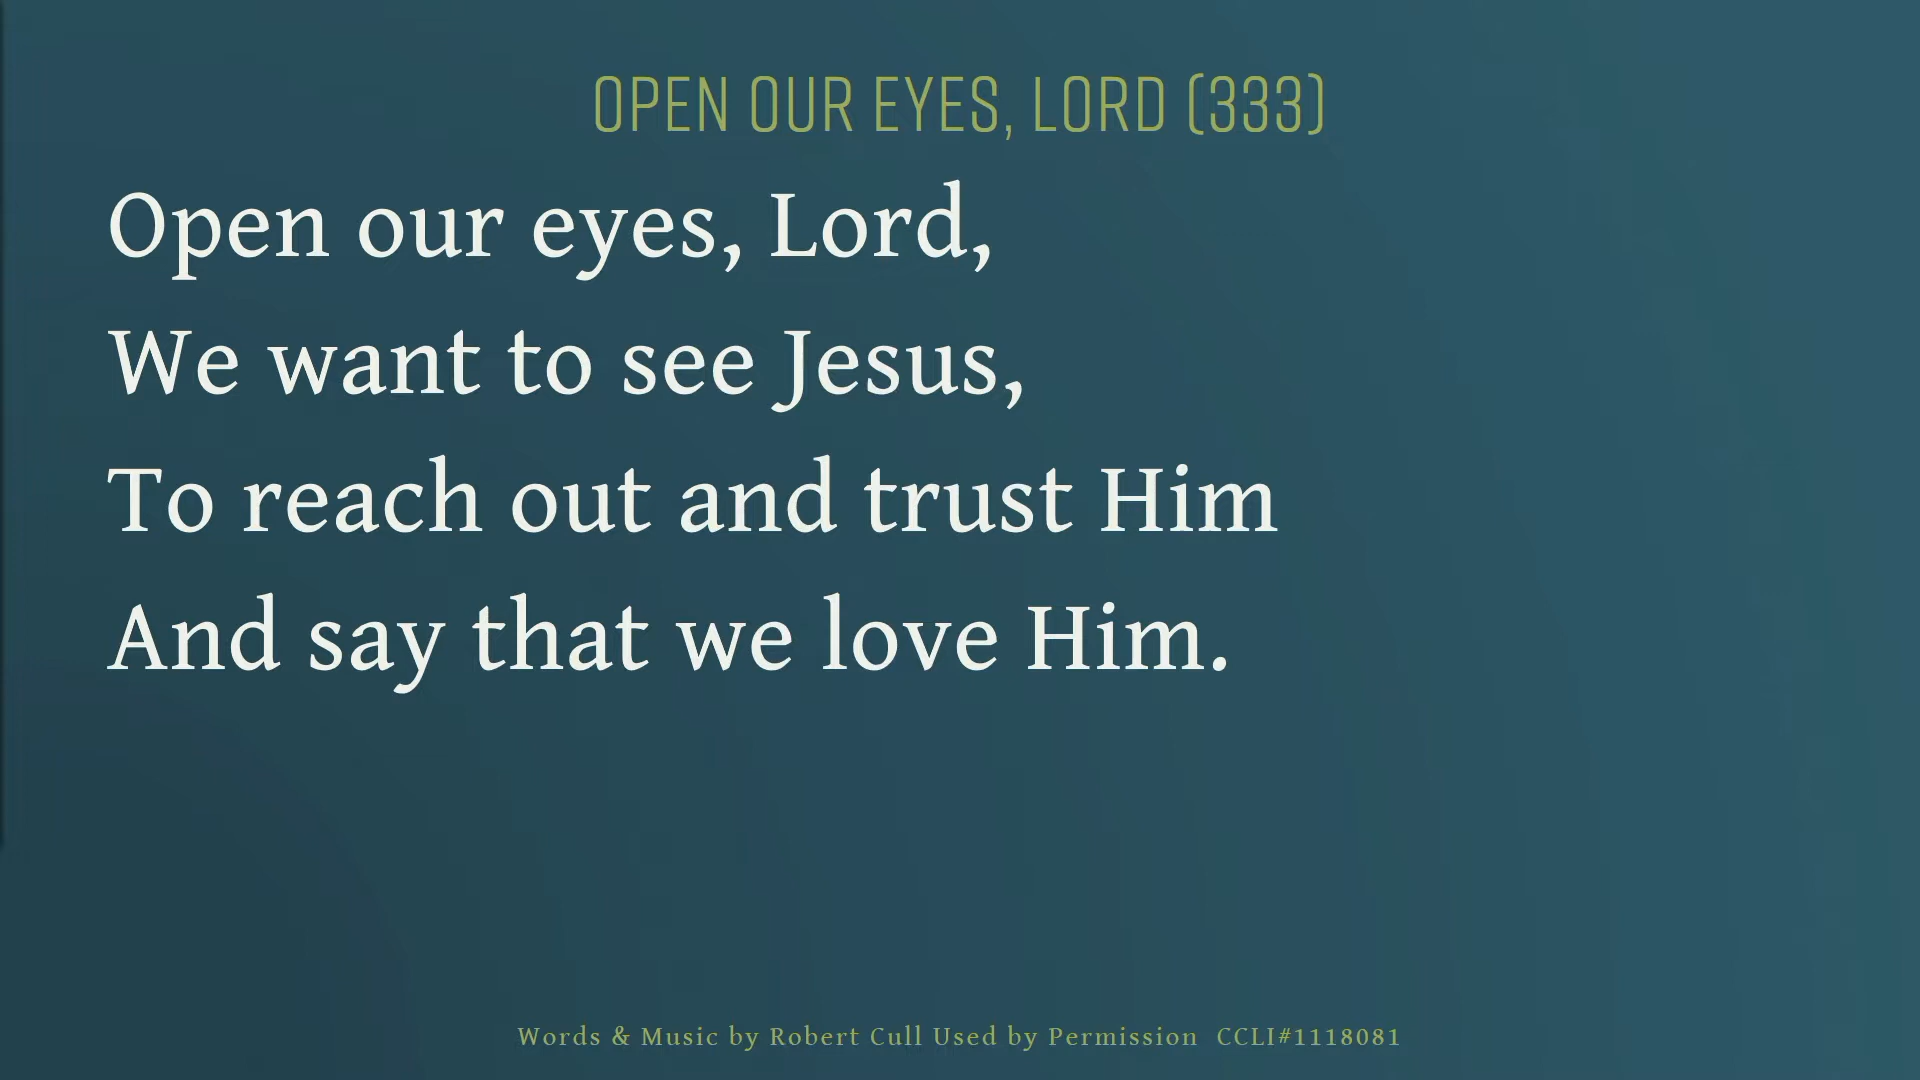 OPEN OUR EYES, LORD (333)
Open our eyes, Lord,
We want to see Jesus,
To reach out and trust Him
And say that we love Him.
Words & Music by Robert Cull Used by Permission  CCLI#1118081